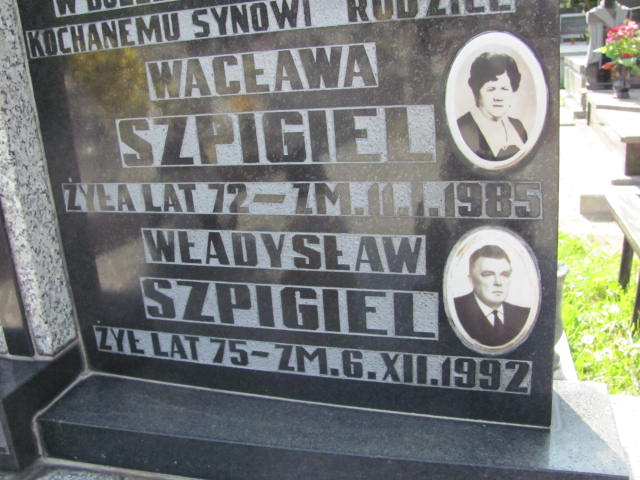 KOCHANEMU SYNOWI RODZICE
WACŁAWA
SZPIGIEL
ŻYŁA LAT 72 – ZM. 11. I. 1985
WŁADYSŁAW
SZPIGIEL
ŻYŁ LAT 75 – ZM. 6. XII. 1992